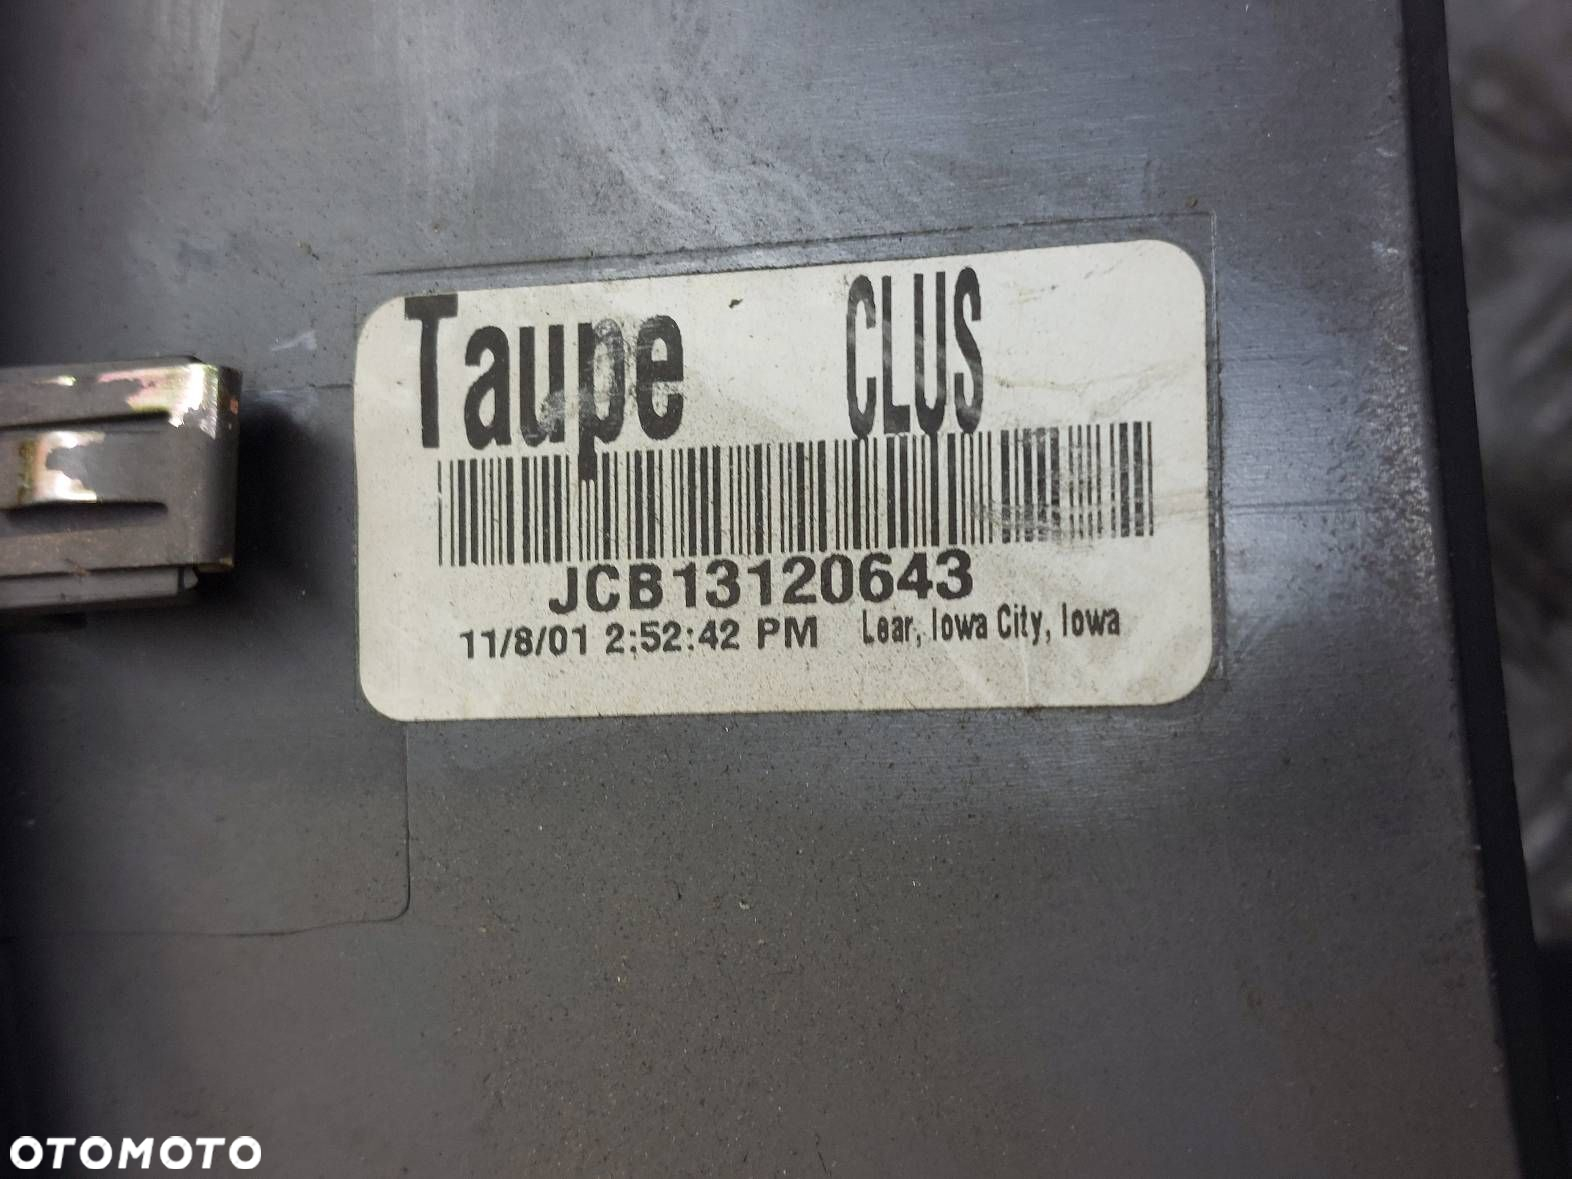 Taupe CLUS
JCB13120643
11/8/01 2:52:42 PM Lear, Iowa City, Iowa
OTOMOTO